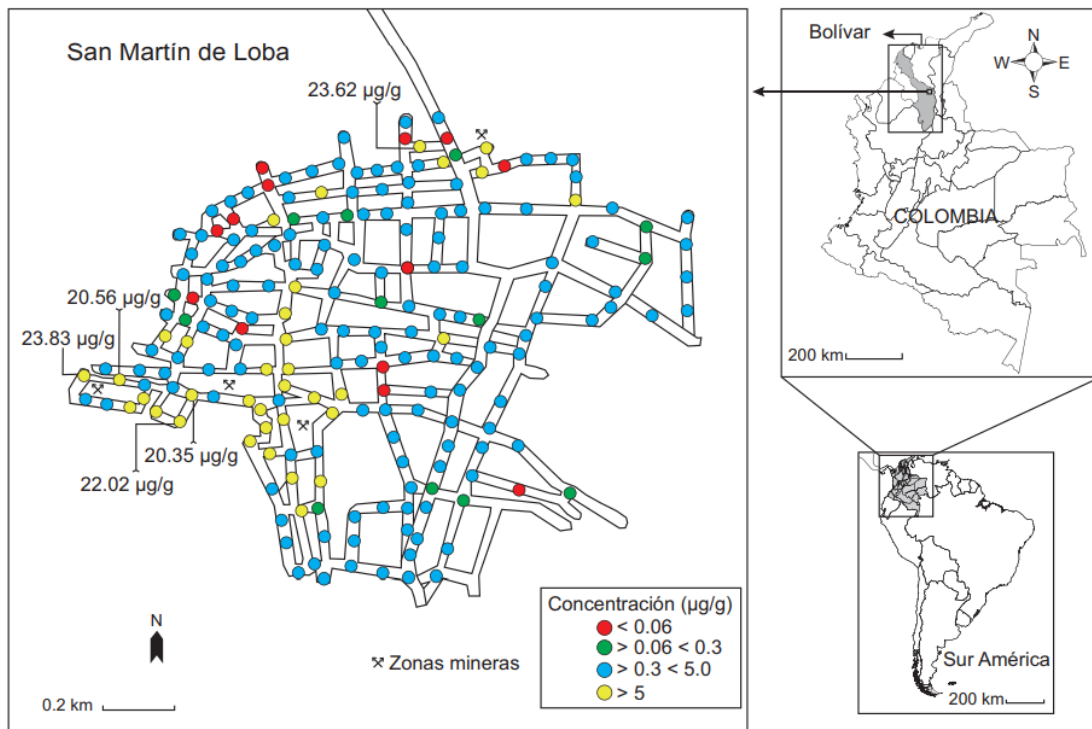 San Martín de Loba
23.62 µg/g
20.56 µg/g
23.83 µg/g
20.35 µg/g
22.02 µg/g
N
0.2 km
Zonas mineras
Concentración (µg/g)
< 0.06
> 0.06 < 0.3
> 0.3 < 5.0
> 5
Bolívar
N
W
E
S
COLOMBIA
200 km
Sur América
200 km